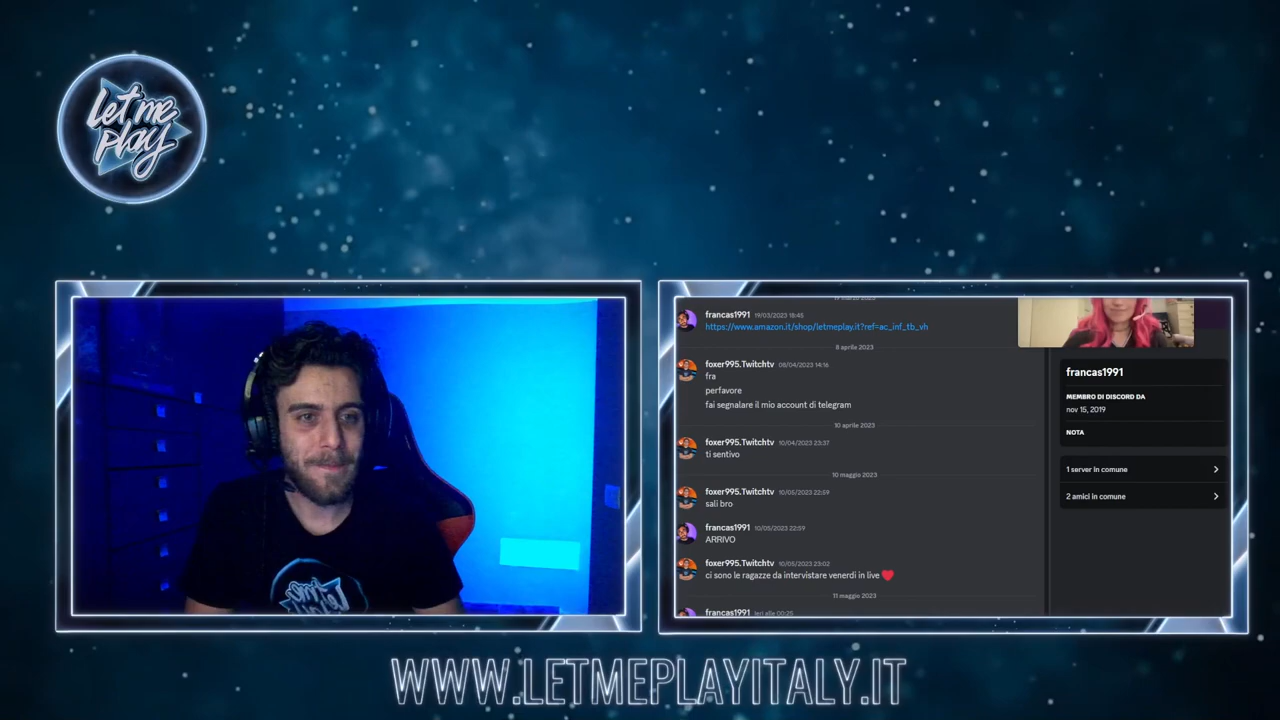 Let me
play
francas1991 19/03/2023 18:45
https://www.amazon.it/shop/letmeplay.it?ref=ac_inf_tb_vh
8 aprile 2023
foxer995.Twitchtv 08/04/2023 14:16
fra
perfavore
fai segnalare il mio account di telegram
10 aprile 2023
foxer995.Twitchtv 10/04/2023 23:37
ti sentivo
10 maggio 2023
foxer995.Twitchtv 10/05/2023 22:59
sali bro
francas1991 10/05/2023 22:59
ARRIVO
foxer995.Twitchtv 10/05/2023 23:02
ci sono le ragazze da intervistare venerdi in live ❤️
11 maggio 2023
francas1991 Ieri alle 00:25
francas1991
MEMBRO DI DISCORD DA
nov 15, 2019
NOTA
1 server in comune
2 amici in comune
WWW.LETMEPLAYITALY.IT